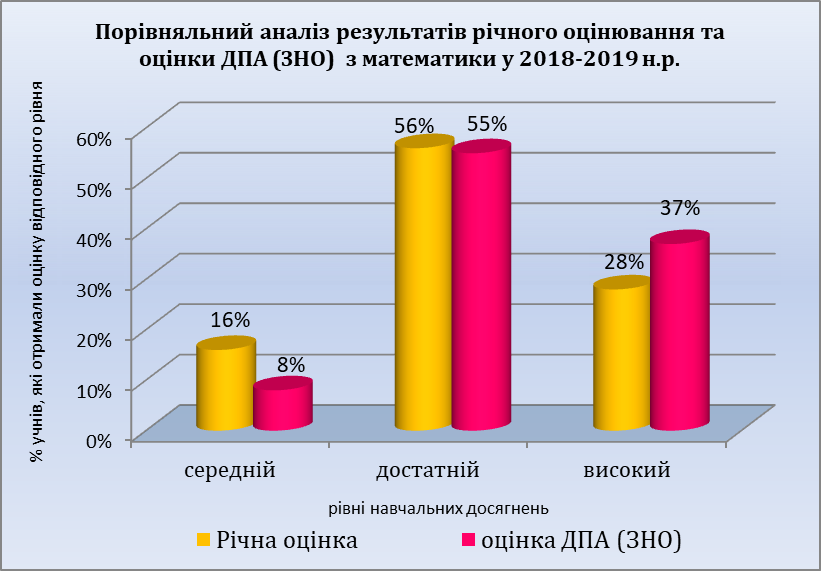 Порівняльний аналіз результатів річного оцінювання та
оцінки ДПА (ЗНО) з математики у 2018-2019 н.р.
% учнів, які отримали оцінку відповідного рівня
60%
50%
40%
30%
20%
10%
0%
16%
8%
56%
55%
28%
37%
середній
достатній
високий
рівні навчальних досягнень
Річна оцінка
оцінка ДПА (ЗНО)